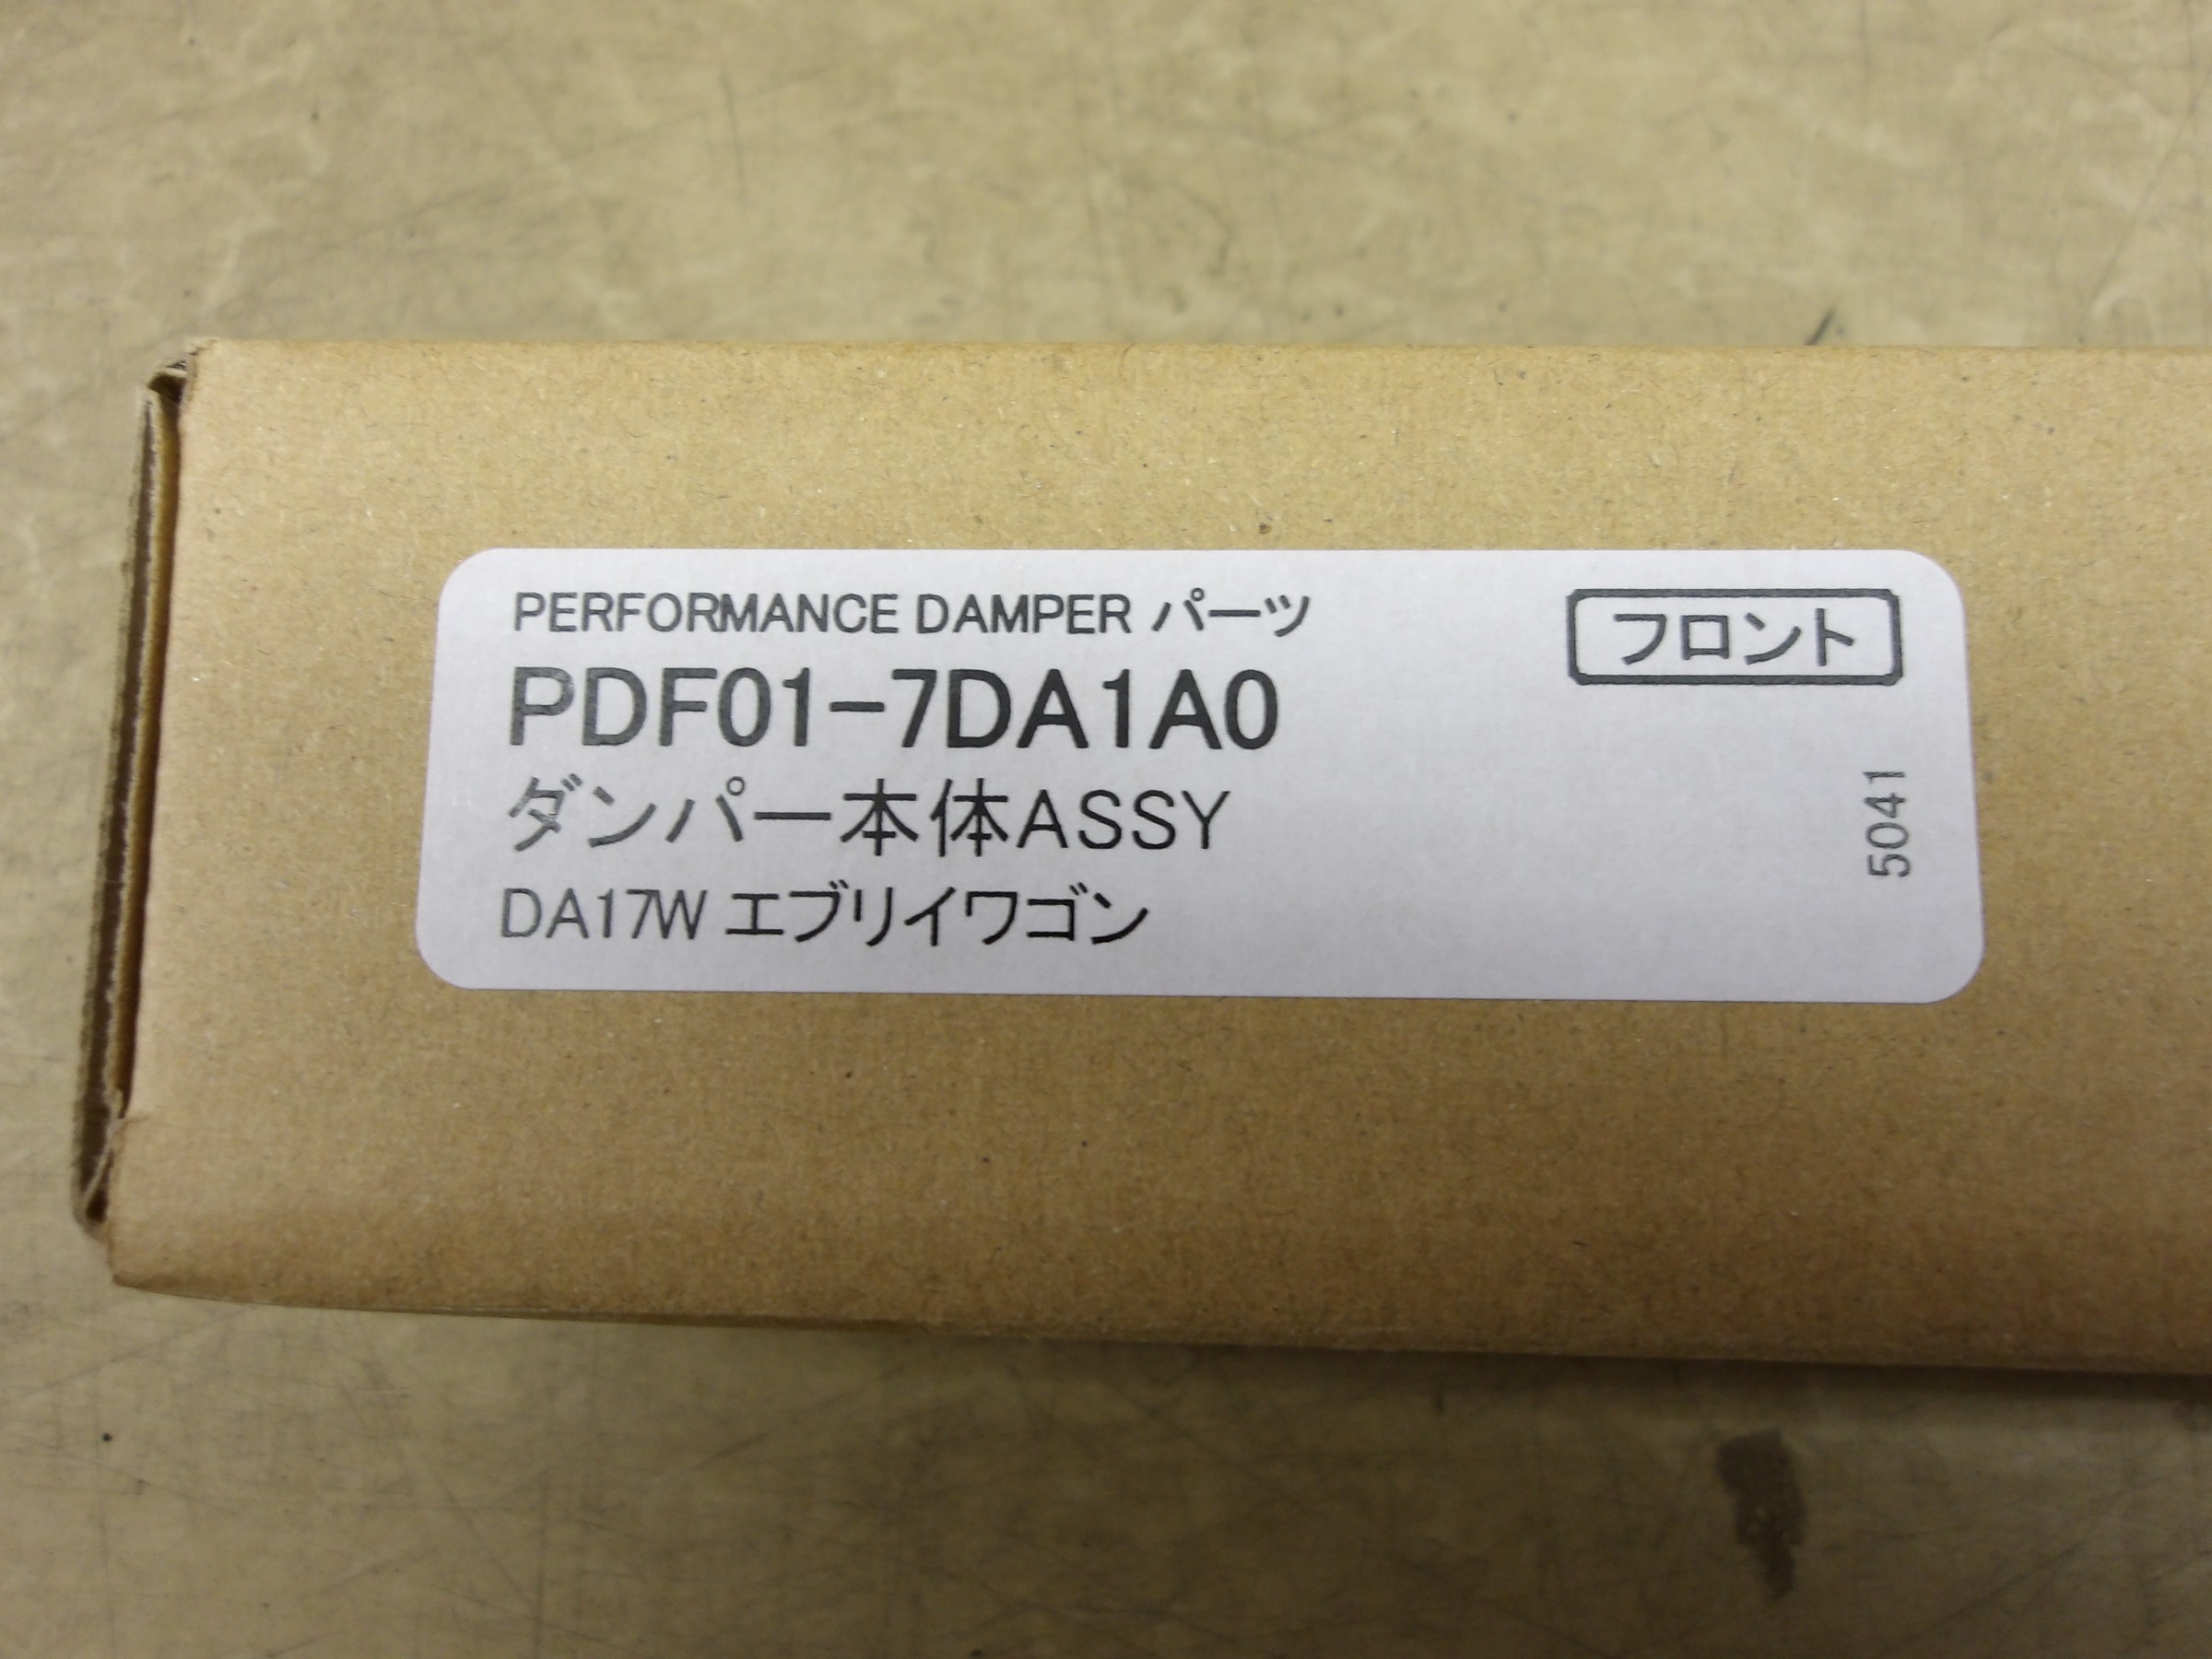 PERFORMANCE DAMPER パーツ
フロント
PDF01-7DA1A0
ダンパー本体ASSY
DA17W エブリイワゴン
5041